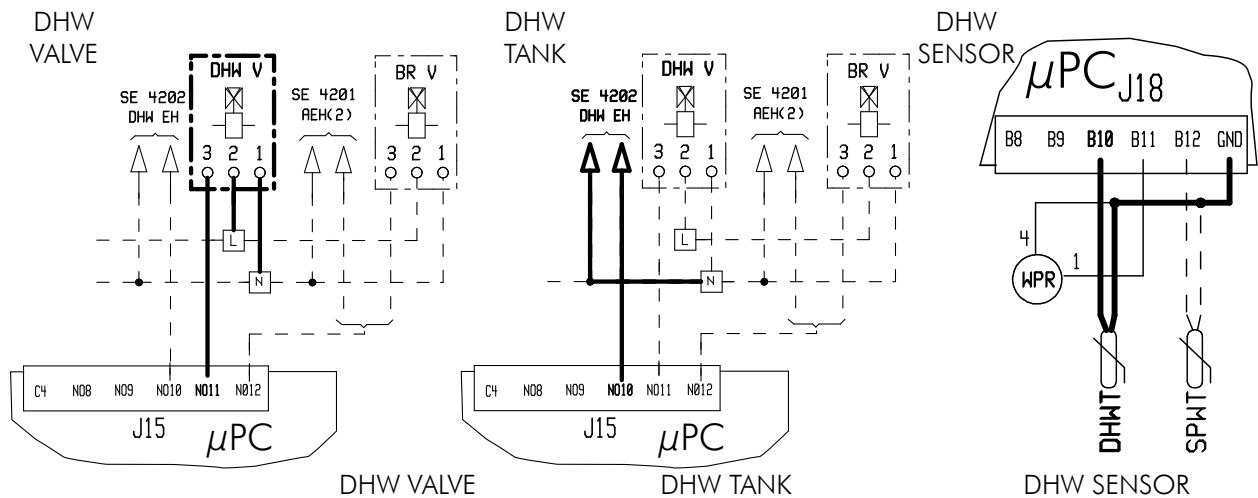 DHW
VALVE
DHW V
BR V
SE 4202
DHW EH
SE 4201
AEH(2)
3 2 1
3 2 1
L
N
C4 NO8 NO9 NO10 NO11 NO12
J15
µPC
DHW
TANK
DHW V
BR V
SE 4202
DHW EH
SE 4201
AEH(2)
3 2 1
3 2 1
L
N
C4 NO8 NO9 NO10 NO11 NO12
J15
µPC
DHW
SENSOR
µPC J18
B8 B9 B10 B11 B12 GND
4
1
WPR
DHWT
SPWT
DHW VALVE
DHW TANK
DHW SENSOR